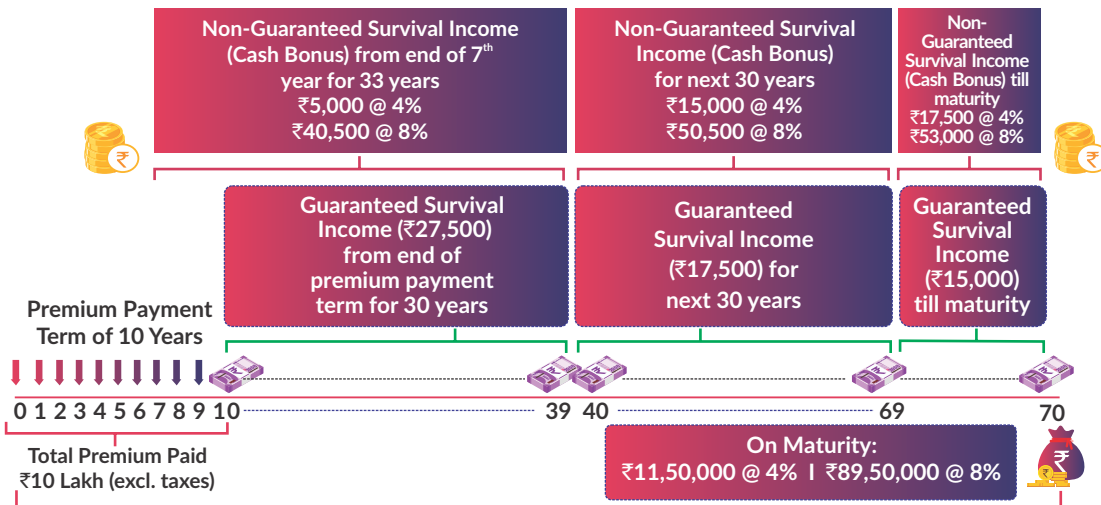 Non-Guaranteed Survival Income
(Cash Bonus) from end of 7th
year for 33 years
₹5,000 @ 4%
₹40,500 @ 8%
Non-Guaranteed Survival
Income (Cash Bonus)
for next 30 years
₹15,000 @ 4%
₹50,500 @ 8%
Non-
Guaranteed
Survival Income
(Cash Bonus) till
maturity
₹17,500 @ 4%
₹53,000 @ 8%
₹
₹
Guaranteed Survival
Income (₹27,500)
from end of
premium payment
term for 30 years
Guaranteed
Survival Income
(₹17,500) for
next 30 years
Guaranteed
Survival
Income
(₹15,000)
till maturity
Premium Payment
Term of 10 Years
0 1 2 3 4 5 6 7 8 9 10 39 40 69 70
Total Premium Paid
₹10 Lakh (excl. taxes)
On Maturity:
₹11,50,000 @ 4% I ₹89,50,000 @ 8%
₹